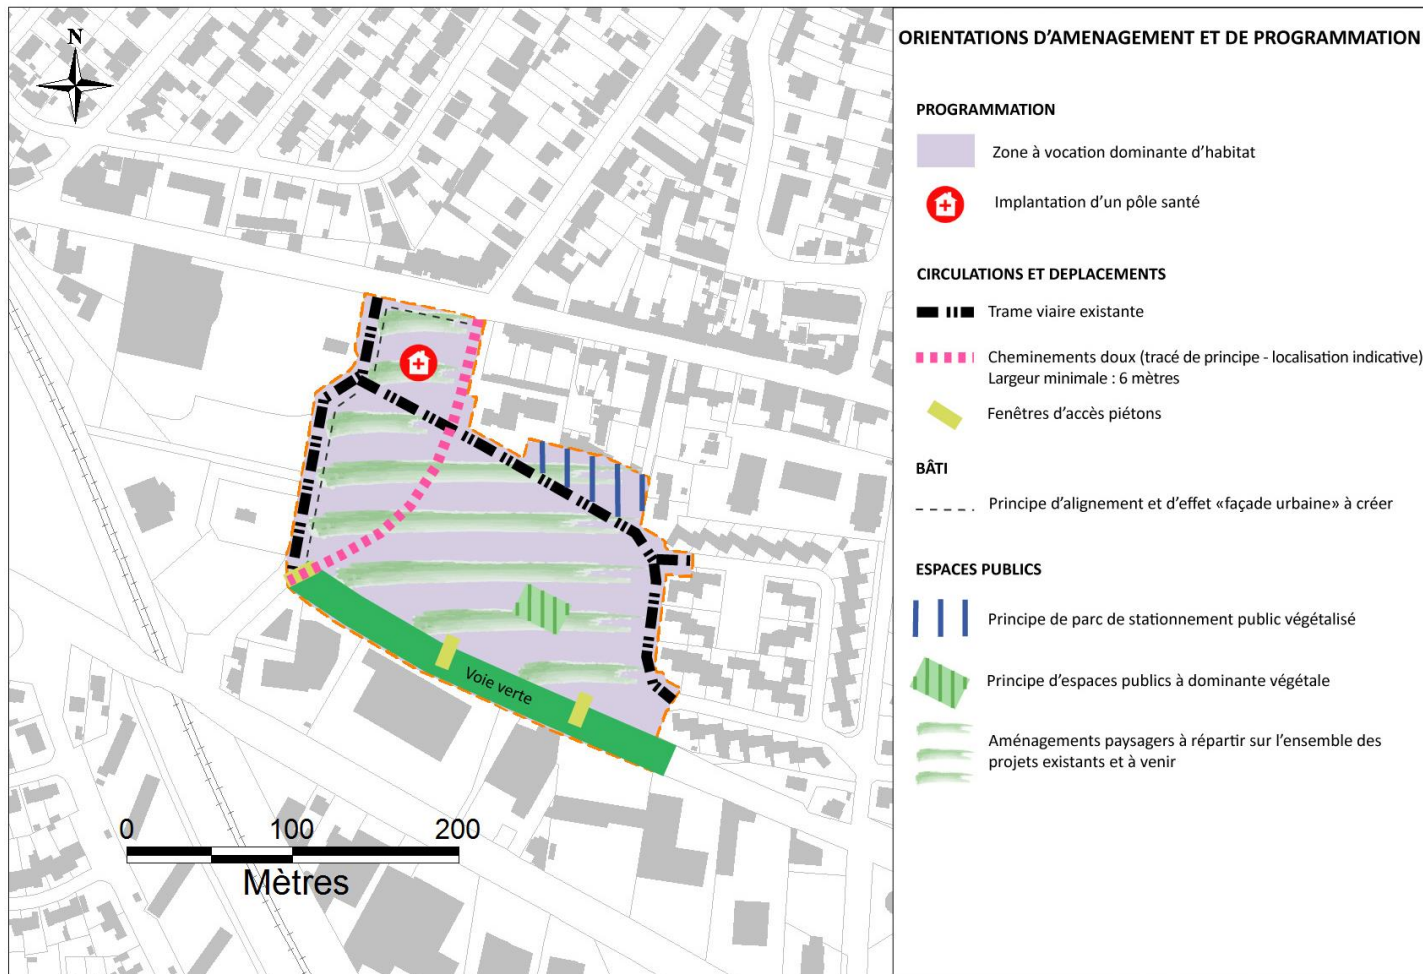 N
0 100 200
Mètres
Voie verte
ORIENTATIONS D'AMENAGEMENT ET DE PROGRAMMATION
PROGRAMMATION
Zone à vocation dominante d'habitat
Implantation d'un pôle santé
CIRCULATIONS ET DEPLACEMENTS
Trame viaire existante
Cheminements doux (tracé de principe - localisation indicative)
Largeur minimale : 6 mètres
Fenêtres d'accès piétons
BÂTI
Principe d'alignement et d'effet «façade urbaine» à créer
ESPACES PUBLICS
Principe de parc de stationnement public végétalisé
Principe d'espaces publics à dominante végétale
Aménagements paysagers à répartir sur l'ensemble des
projets existants et à venir